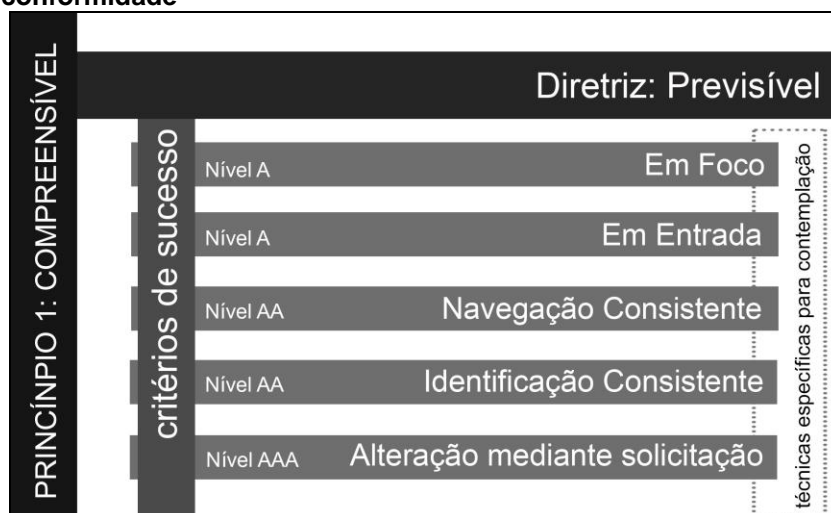 conformidade
PRINCÍNPIO 1: COMPREENSÍVEL
Diretriz: Previsível
critérios de sucesso
Nível A Em Foco
Nível A Em Entrada
Nível AA Navegação Consistente
Nível AA Identificação Consistente
Nível AAA Alteração mediante solicitação
técnicas específicas para contemplação